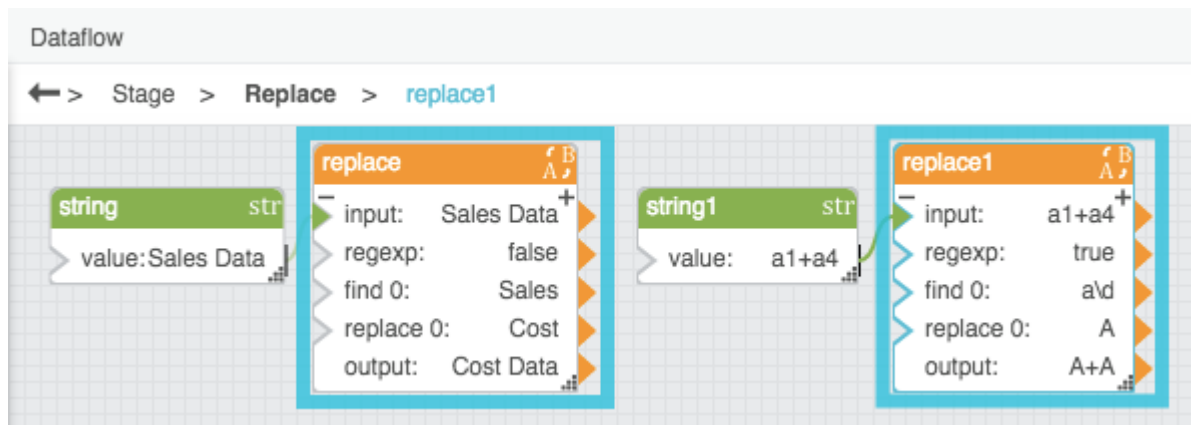 Dataflow
← > Stage > Replace > replace1
string str
value: Sales Data
replace A B
− +
input: Sales Data
regexp: false
find 0: Sales
replace 0: Cost
output: Cost Data
string1 str
value: a1+a4
replace1 A B
− +
input: a1+a4
regexp: true
find 0: a\d
replace 0: A
output: A+A